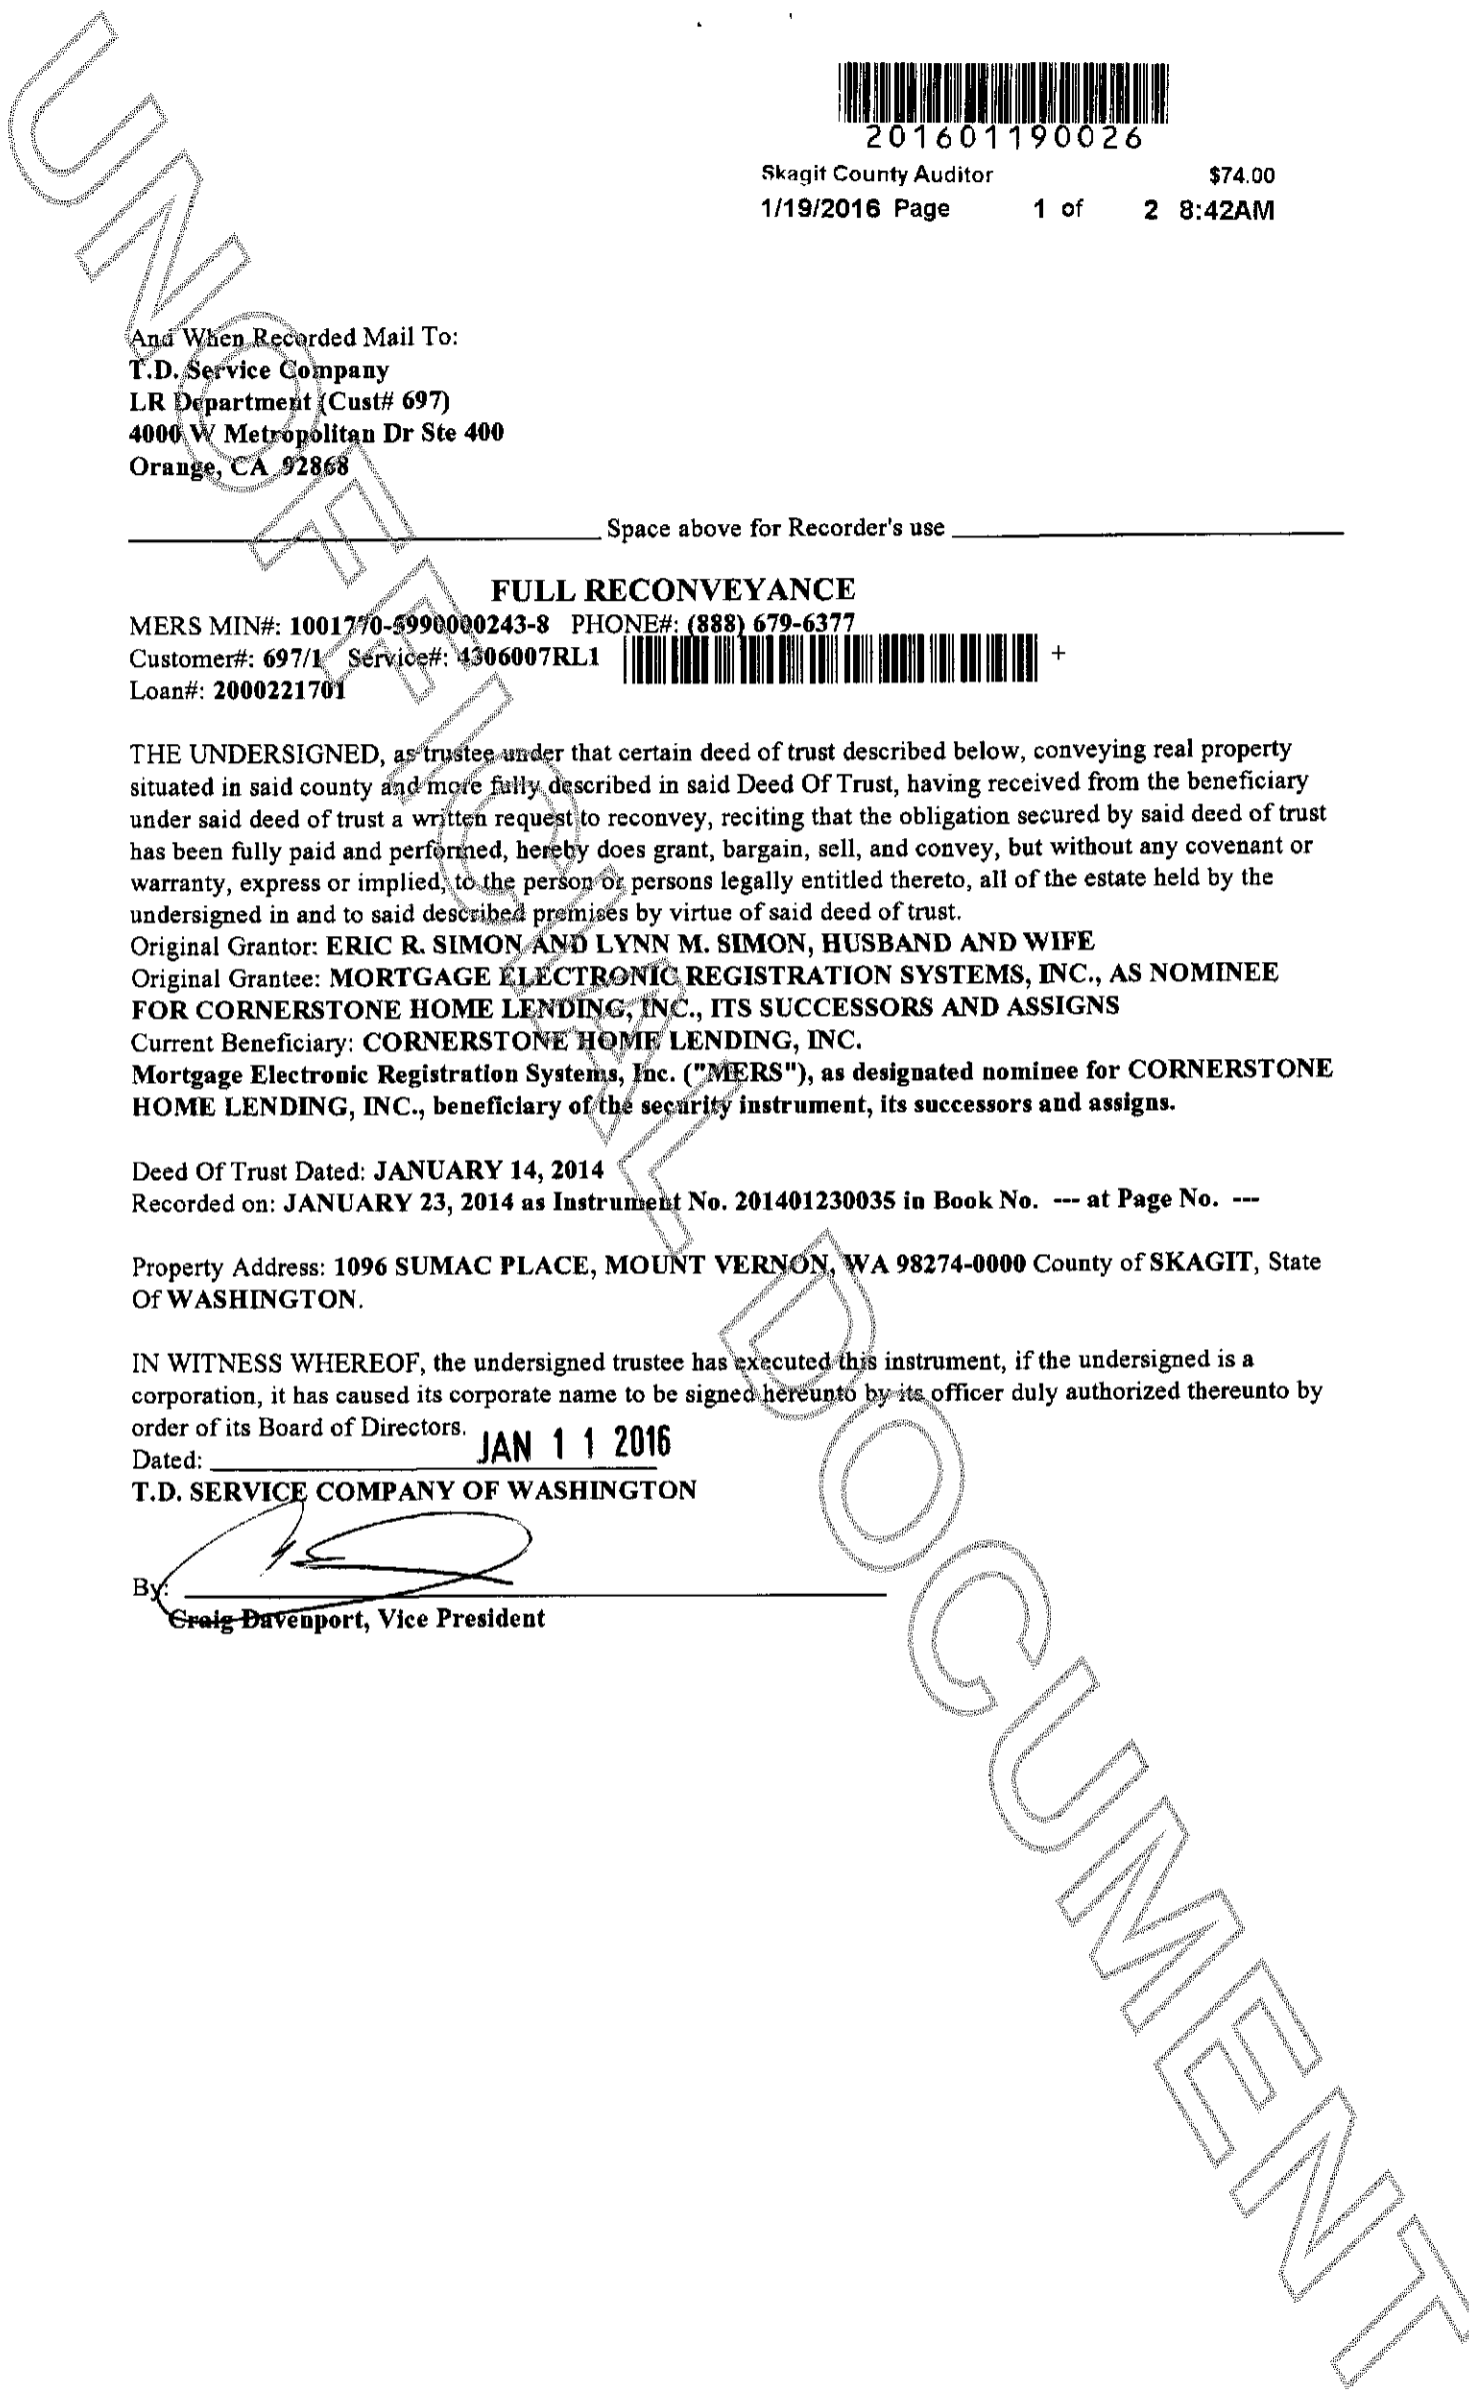 201601190026
Skagit County Auditor $74.00
1/19/2016 Page 1 of 2 8:42AM
And When Recorded Mail To:
T.D. Service Company
LR Department (Cust# 697)
4000 W Metropolitan Dr Ste 400
Orange, CA 92868
Space above for Recorder's use
FULL RECONVEYANCE
MERS MIN#: 1001770-5990000243-8 PHONE#: (888) 679-6377
Customer#: 697/1 Service#: 4306007RL1 +
Loan#: 2000221701
THE UNDERSIGNED, as trustee under that certain deed of trust described below, conveying real property
situated in said county and more fully described in said Deed Of Trust, having received from the beneficiary
under said deed of trust a written request to reconvey, reciting that the obligation secured by said deed of trust
has been fully paid and performed, hereby does grant, bargain, sell, and convey, but without any covenant or
warranty, express or implied, to the person or persons legally entitled thereto, all of the estate held by the
undersigned in and to said described premises by virtue of said deed of trust.
Original Grantor: ERIC R. SIMON AND LYNN M. SIMON, HUSBAND AND WIFE
Original Grantee: MORTGAGE ELECTRONIC REGISTRATION SYSTEMS, INC., AS NOMINEE
FOR CORNERSTONE HOME LENDING, INC., ITS SUCCESSORS AND ASSIGNS
Current Beneficiary: CORNERSTONE HOME LENDING, INC.
Mortgage Electronic Registration Systems, Inc. ("MERS"), as designated nominee for CORNERSTONE
HOME LENDING, INC., beneficiary of the security instrument, its successors and assigns.
Deed Of Trust Dated: JANUARY 14, 2014
Recorded on: JANUARY 23, 2014 as Instrument No. 201401230035 in Book No. --- at Page No. ---
Property Address: 1096 SUMAC PLACE, MOUNT VERNON, WA 98274-0000 County of SKAGIT, State
Of WASHINGTON.
IN WITNESS WHEREOF, the undersigned trustee has executed this instrument, if the undersigned is a
corporation, it has caused its corporate name to be signed hereunto by its officer duly authorized thereunto by
order of its Board of Directors.
Dated: JAN 11 2016
T.D. SERVICE COMPANY OF WASHINGTON
By:
Craig Davenport, Vice President
UNOFFICIAL DOCUMENT